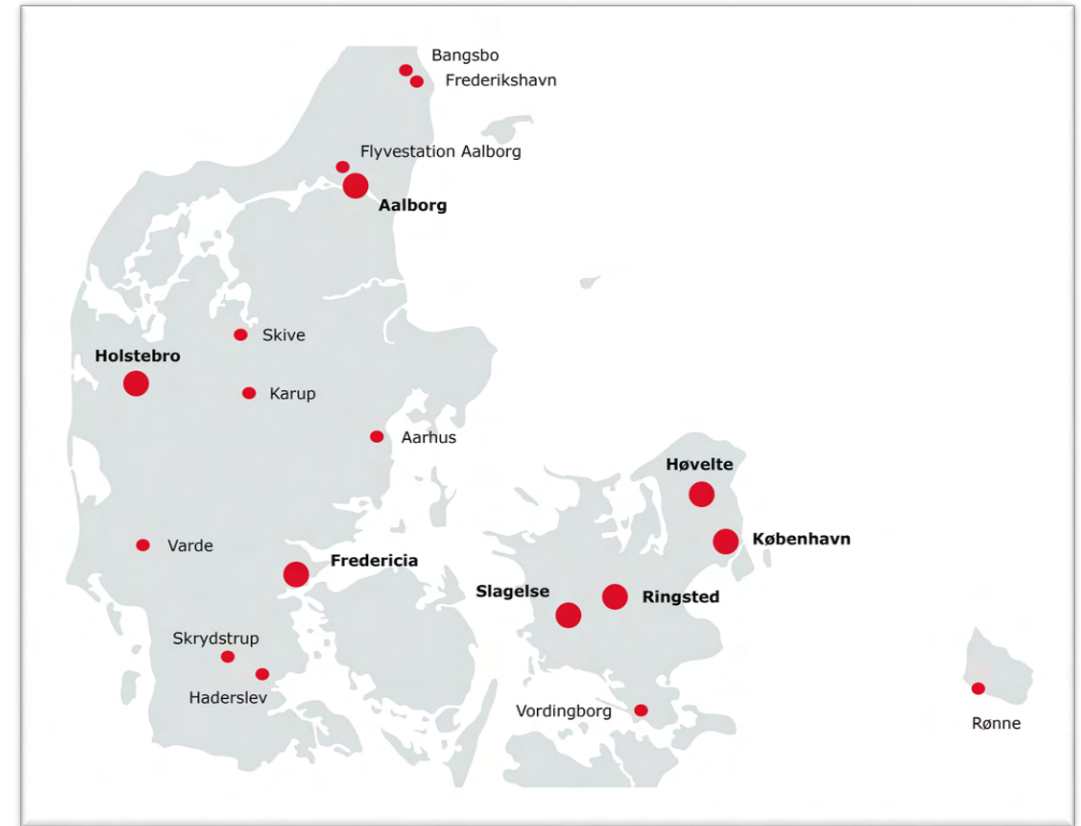 Bangsbo
Frederikshavn
Flyvestation Aalborg
Aalborg
Skive
Holstebro
Karup
Aarhus
Høvelte
København
Varde
Fredericia
Slagelse
Ringsted
Skrydstrup
Haderslev
Vordingborg
Rønne